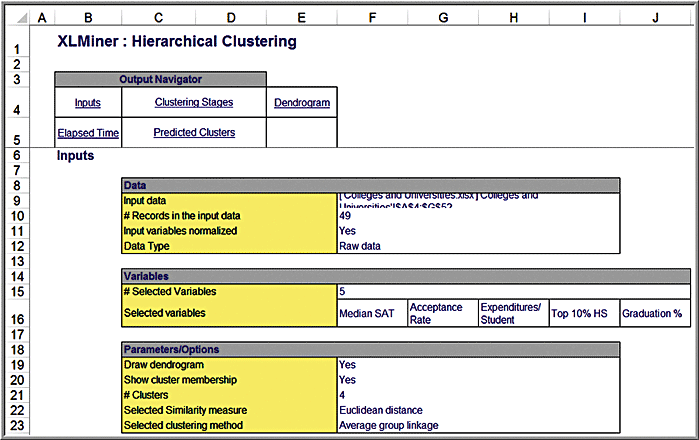 A B C D E F G H I J
1 XLMiner : Hierarchical Clustering
2
3 Output Navigator
4 Inputs Clustering Stages Dendrogram
5 Elapsed Time Predicted Clusters
6 Inputs
7
8 Data
9 Input data ['Colleges and Universities.xlsx']'Colleges and Universities'!$A$4:$G$52
10 # Records in the input data 49
11 Input variables normalized Yes
12 Data Type Raw data
13
14 Variables
15 # Selected Variables 5
16 Selected variables Median SAT Acceptance Rate Expenditures/ Student Top 10% HS Graduation %
17
18 Parameters/Options
19 Draw dendrogram Yes
20 Show cluster membership Yes
21 # Clusters 4
22 Selected Similarity measure Euclidean distance
23 Selected clustering method Average group linkage